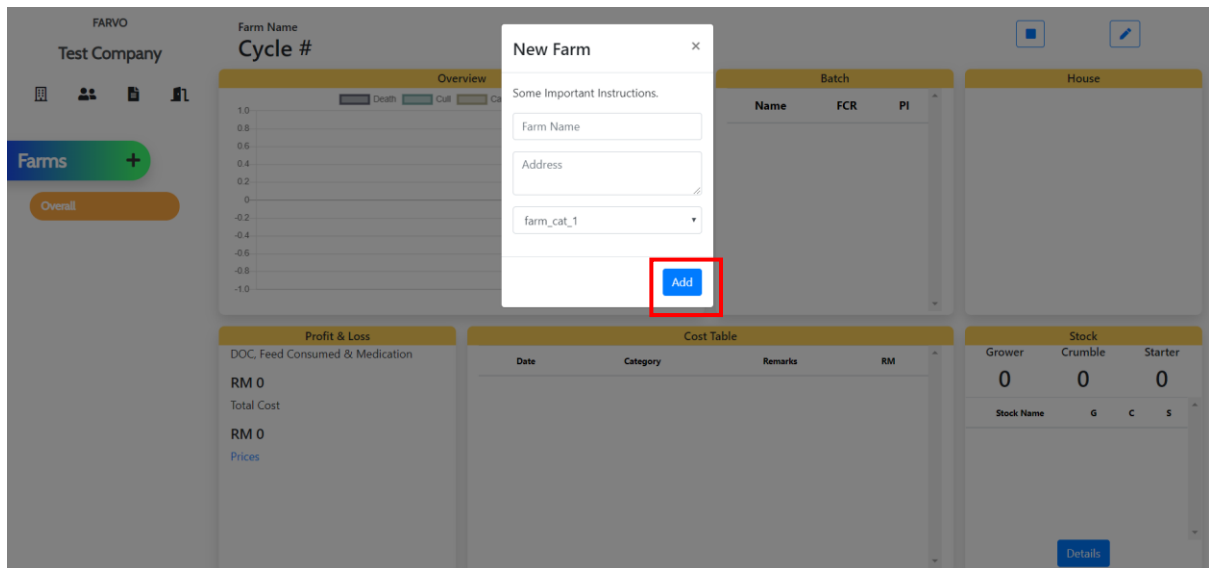 FARVO
Test Company
Farms +
Overall
Farm Name
Cycle #
Overview
Death Cull Ca
1.0
0.8
0.6
0.4
0.2
0
-0.2
-0.4
-0.6
-0.8
-1.0
New Farm ×
Some Important Instructions.
Farm Name
Address
farm_cat_1
Add
Batch
Name FCR PI
House
Profit & Loss
DOC, Feed Consumed & Medication
RM 0
Total Cost
RM 0
Prices
Cost Table
Date Category Remarks RM
Stock
Grower Crumble Starter
0 0 0
Stock Name G C S
Details